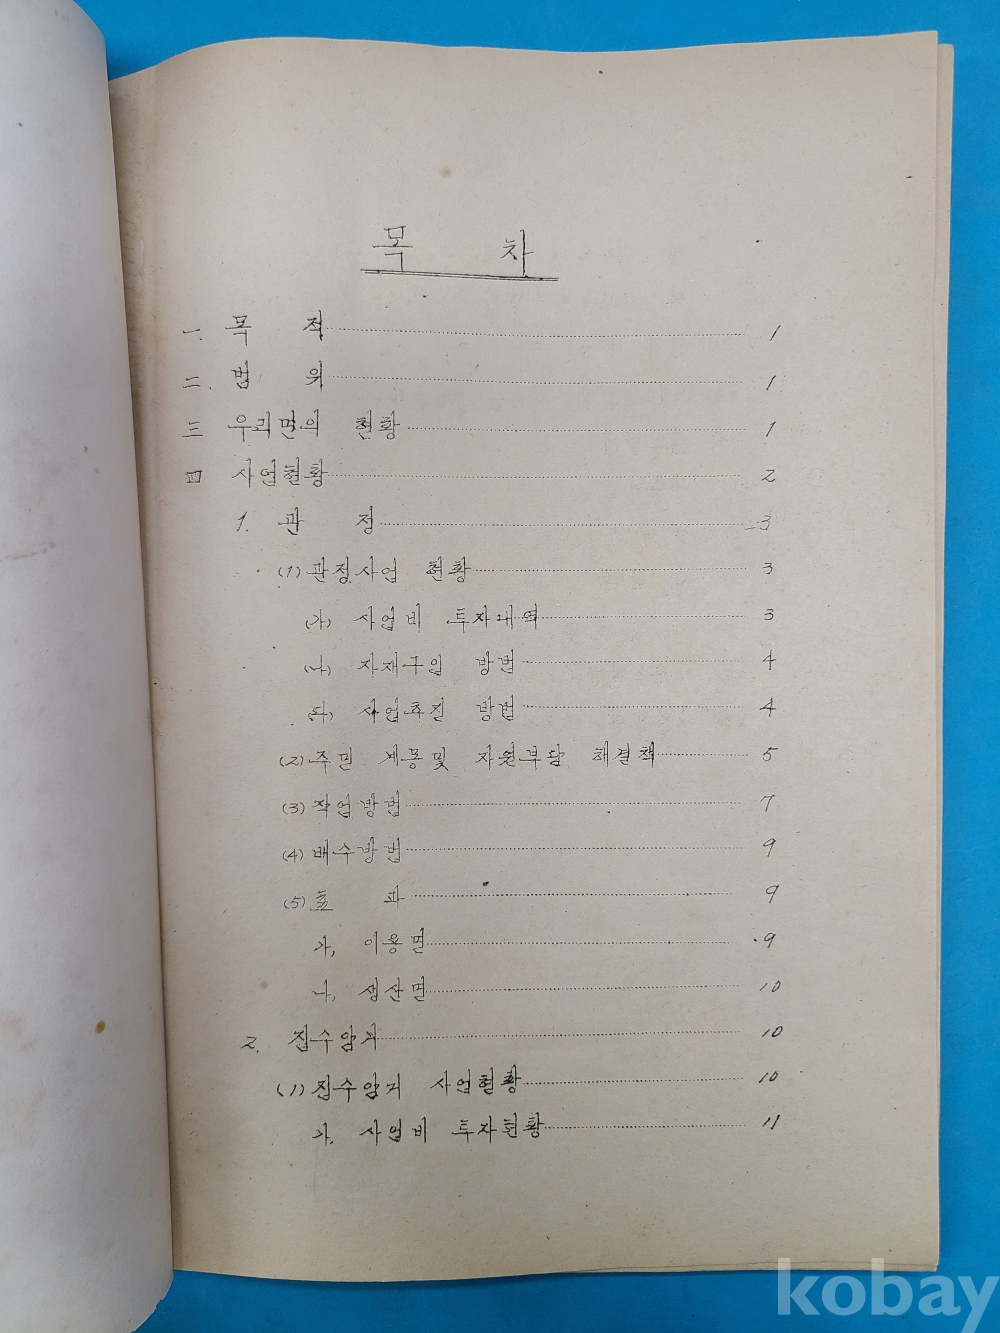 목 차
一. 목 적 1
二. 범 위 1
三 우리면의 현황 1
四 사업현황 2
1. 관 정 3
(1) 관정사업 현황 3
(가) 사업비 투자내역 3
(나) 자재구입 방법 4
(다) 사업추진 방법 4
(2) 주민 계몽및 자원부담 해결책 5
(3) 작업방법 7
(4) 배수방법 9
(5) 효 과 9
가. 이용면 9
나. 생산면 10
2. 집수암거 10
(1) 집수암거 사업현황 10
가. 사업비 투자현황 11
kobay